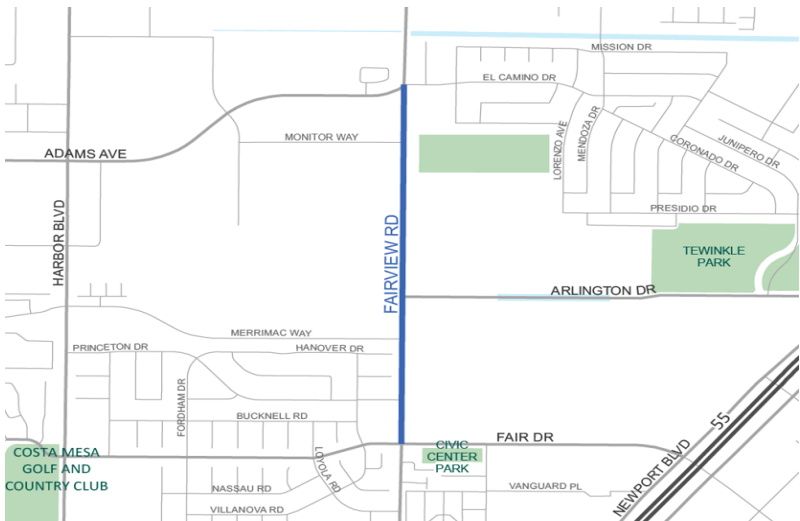 MISSION DR
EL CAMINO DR
MONITOR WAY
ADAMS AVE
LORENZO AVE
MENDOZA DR
CORONADO DR
JUNIPERO DR
PRESIDIO DR
HARBOR BLVD
FAIRVIEW RD
TEWINKLE
PARK
ARLINGTON DR
MERRIMAC WAY
PRINCETON DR
HANOVER DR
FORDHAM DR
BUCKNELL RD
FAIR DR
55
NEWPORT BLVD
CIVIC
CENTER
PARK
COSTA MESA
GOLF AND
COUNTRY CLUB
LOYOLA RD
NASSAU RD
VANGUARD PL
VILLANOVA RD